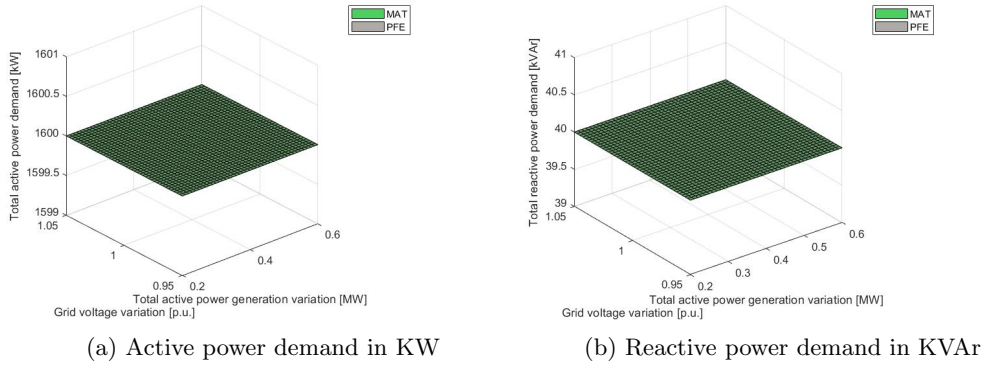 MAT
PFE
Total active power demand [kW]
1601
1600.5
1600
1599.5
1599
1.05
1
0.95
0.2
0.4
0.6
Total active power generation variation [MW]
Grid voltage variation [p.u.]
(a) Active power demand in KW
MAT
PFE
Total reactive power demand [kVAr]
41
40.5
40
39.5
39
1.05
1
0.95
0.2
0.3
0.4
0.5
0.6
Total active power generation variation [MW]
Grid voltage variation [p.u.]
(b) Reactive power demand in KVAr